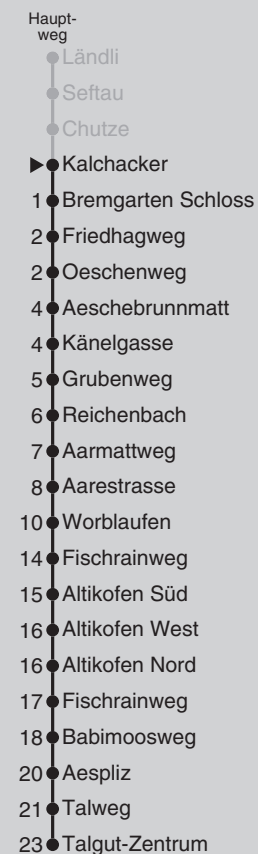 Haupt-
weg
Ländli
Seftau
Chutze
Kalchacker
1 Bremgarten Schloss
2 Friedhagweg
2 Oeschenweg
4 Aeschebrunnmatt
4 Känelgasse
5 Grubenweg
6 Reichenbach
7 Aarmattweg
8 Aarestrasse
10 Worblaufen
14 Fischrainweg
15 Altikofen Süd
16 Altikofen West
16 Altikofen Nord
17 Fischrainweg
18 Babimoosweg
20 Aespliz
21 Talweg
23 Talgut-Zentrum